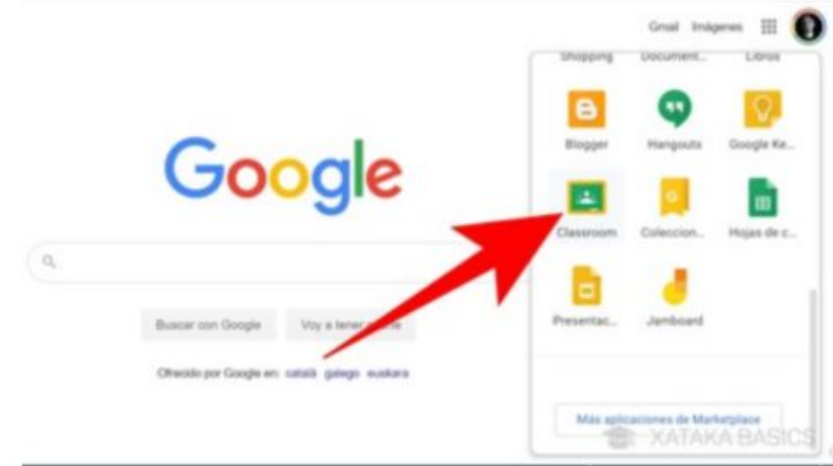 Gmail Imágenes
Shopping Document... Libros
Blogger Hangouts Google Ke...
Google
Classroom Coleccion... Hojas de c...
Presentac... Jamboard
Buscar con Google Voy a tener
Ofrecido por Google en: català galego euskara
Más aplicaciones de Marketplace
XATAKA BASICS